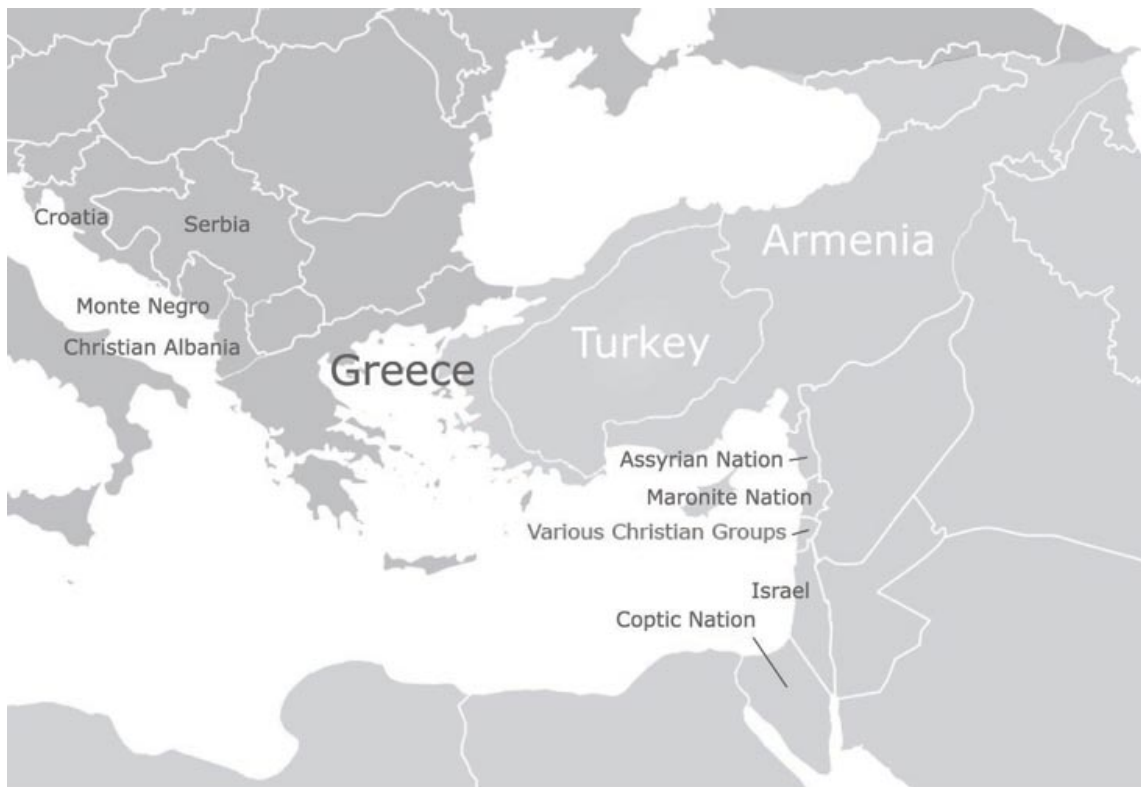 Croatia
Serbia
Armenia
Monte Negro
Turkey
Christian Albania
Greece
Assyrian Nation
Maronite Nation
Various Christian Groups
Israel
Coptic Nation